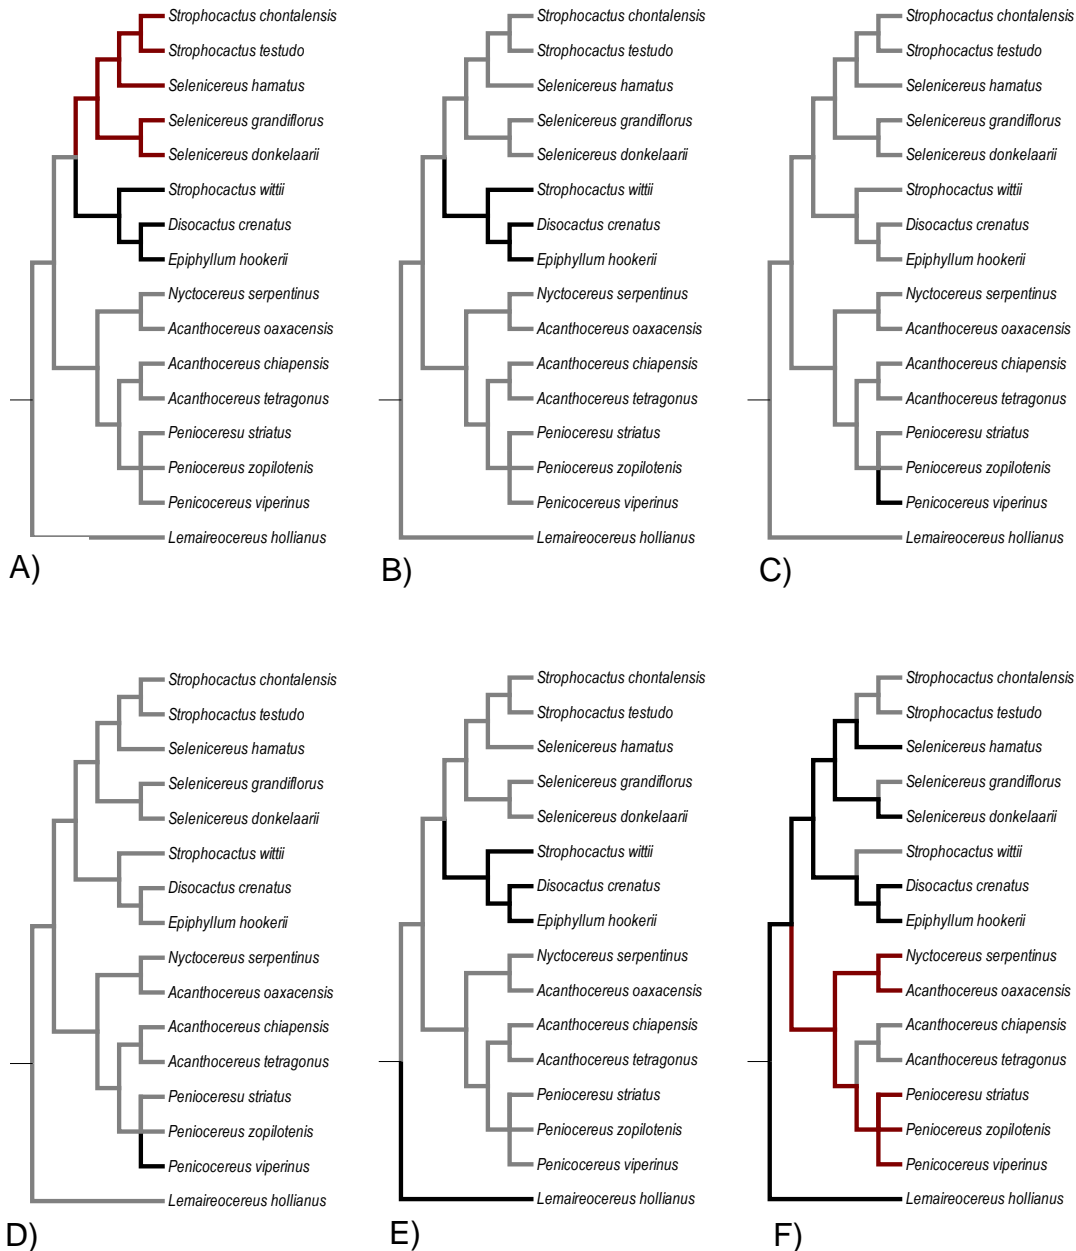 Strophocactus chontalensis
Strophocactus testudo
Selenicereus hamatus
Selenicereus grandiflorus
Selenicereus donkelaarii
Strophocactus wittii
Disocactus crenatus
Epiphyllum hookerii
Nyctocereus serpentinus
Acanthocereus oaxacensis
Acanthocereus chiapensis
Acanthocereus tetragonus
Penioceresu striatus
Peniocereus zopilotenis
Penicocereus viperinus
Lemaireocereus hollianus
A)
Strophocactus chontalensis
Strophocactus testudo
Selenicereus hamatus
Selenicereus grandiflorus
Selenicereus donkelaarii
Strophocactus wittii
Disocactus crenatus
Epiphyllum hookerii
Nyctocereus serpentinus
Acanthocereus oaxacensis
Acanthocereus chiapensis
Acanthocereus tetragonus
Penioceresu striatus
Peniocereus zopilotenis
Penicocereus viperinus
Lemaireocereus hollianus
B)
Strophocactus chontalensis
Strophocactus testudo
Selenicereus hamatus
Selenicereus grandiflorus
Selenicereus donkelaarii
Strophocactus wittii
Disocactus crenatus
Epiphyllum hookerii
Nyctocereus serpentinus
Acanthocereus oaxacensis
Acanthocereus chiapensis
Acanthocereus tetragonus
Penioceresu striatus
Peniocereus zopilotenis
Penicocereus viperinus
Lemaireocereus hollianus
C)
Strophocactus chontalensis
Strophocactus testudo
Selenicereus hamatus
Selenicereus grandiflorus
Selenicereus donkelaarii
Strophocactus wittii
Disocactus crenatus
Epiphyllum hookerii
Nyctocereus serpentinus
Acanthocereus oaxacensis
Acanthocereus chiapensis
Acanthocereus tetragonus
Penioceresu striatus
Peniocereus zopilotenis
Penicocereus viperinus
Lemaireocereus hollianus
D)
Strophocactus chontalensis
Strophocactus testudo
Selenicereus hamatus
Selenicereus grandiflorus
Selenicereus donkelaarii
Strophocactus wittii
Disocactus crenatus
Epiphyllum hookerii
Nyctocereus serpentinus
Acanthocereus oaxacensis
Acanthocereus chiapensis
Acanthocereus tetragonus
Penioceresu striatus
Peniocereus zopilotenis
Penicocereus viperinus
Lemaireocereus hollianus
E)
Strophocactus chontalensis
Strophocactus testudo
Selenicereus hamatus
Selenicereus grandiflorus
Selenicereus donkelaarii
Strophocactus wittii
Disocactus crenatus
Epiphyllum hookerii
Nyctocereus serpentinus
Acanthocereus oaxacensis
Acanthocereus chiapensis
Acanthocereus tetragonus
Penioceresu striatus
Peniocereus zopilotenis
Penicocereus viperinus
Lemaireocereus hollianus
F)